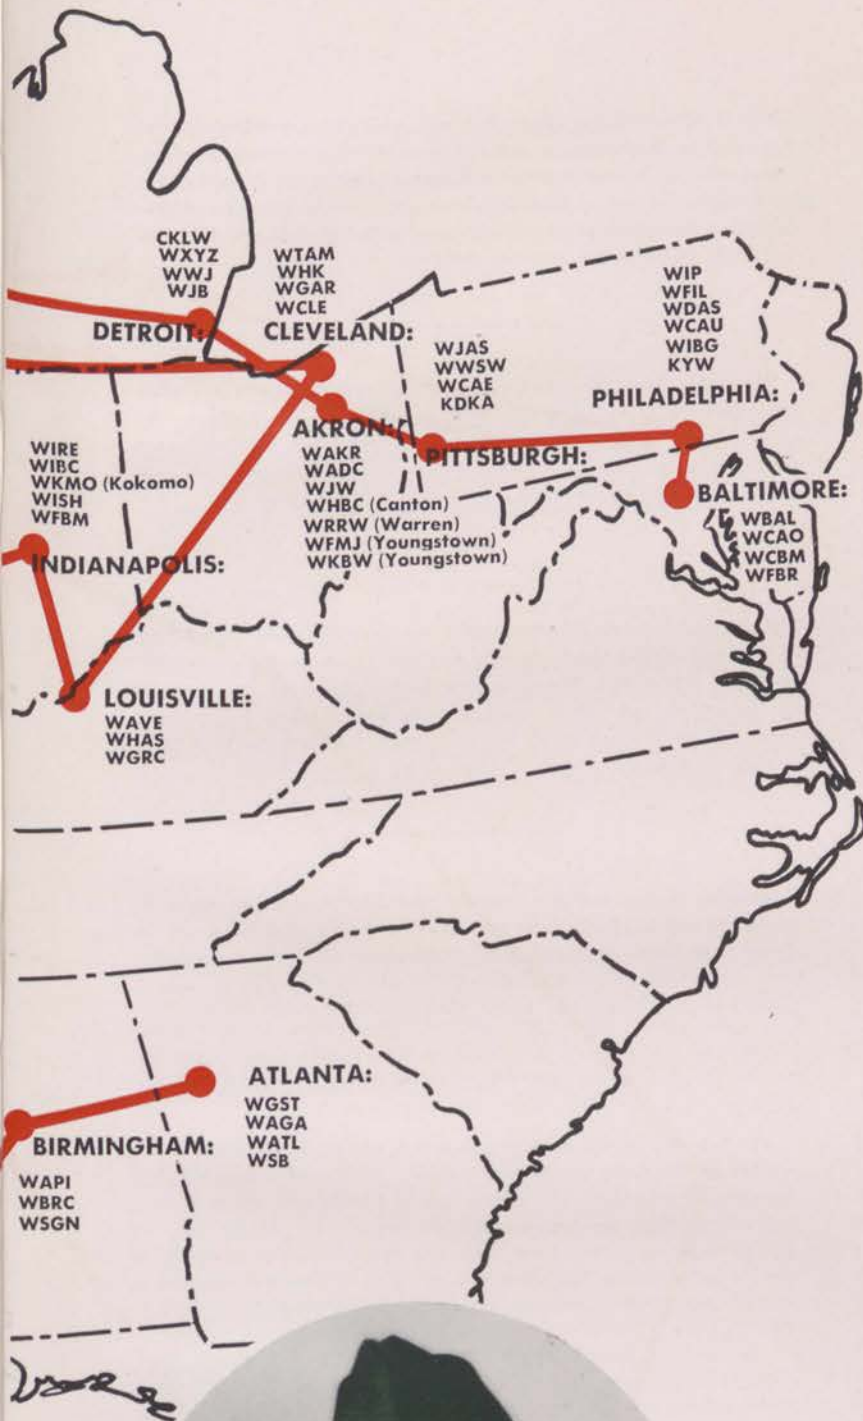 CKLW
WXYZ
WWJ
WJB
DETROIT:
WTAM
WHK
WGAR
WCLE
CLEVELAND:
WJAS
WWSW
WCAE
KDKA
PITTSBURGH:
WIP
WFIL
WDAS
WCAU
WIBG
KYW
PHILADELPHIA:
AKRON:
WAKR
WADC
WJW
WHBC (Canton)
WRRW (Warren)
WFMJ (Youngstown)
WKBW (Youngstown)
BALTIMORE:
WBAL
WCAO
WCBM
WFBR
WIRE
WIBC
WKMO (Kokomo)
WISH
WFBM
INDIANAPOLIS:
LOUISVILLE:
WAVE
WHAS
WGRC
ATLANTA:
WGST
WAGA
WATL
WSB
BIRMINGHAM:
WAPI
WBRC
WSGN